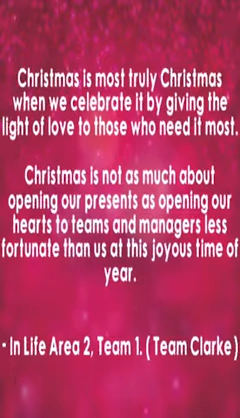 Christmas is most truly Christmas
when we celebrate it by giving the
light of love to those who need it most.
Christmas is not as much about
opening our presents as opening our
hearts to teams and managers less
fortunate than us at this joyous time of
year.
- In Life Area 2, Team 1. ( Team Clarke )